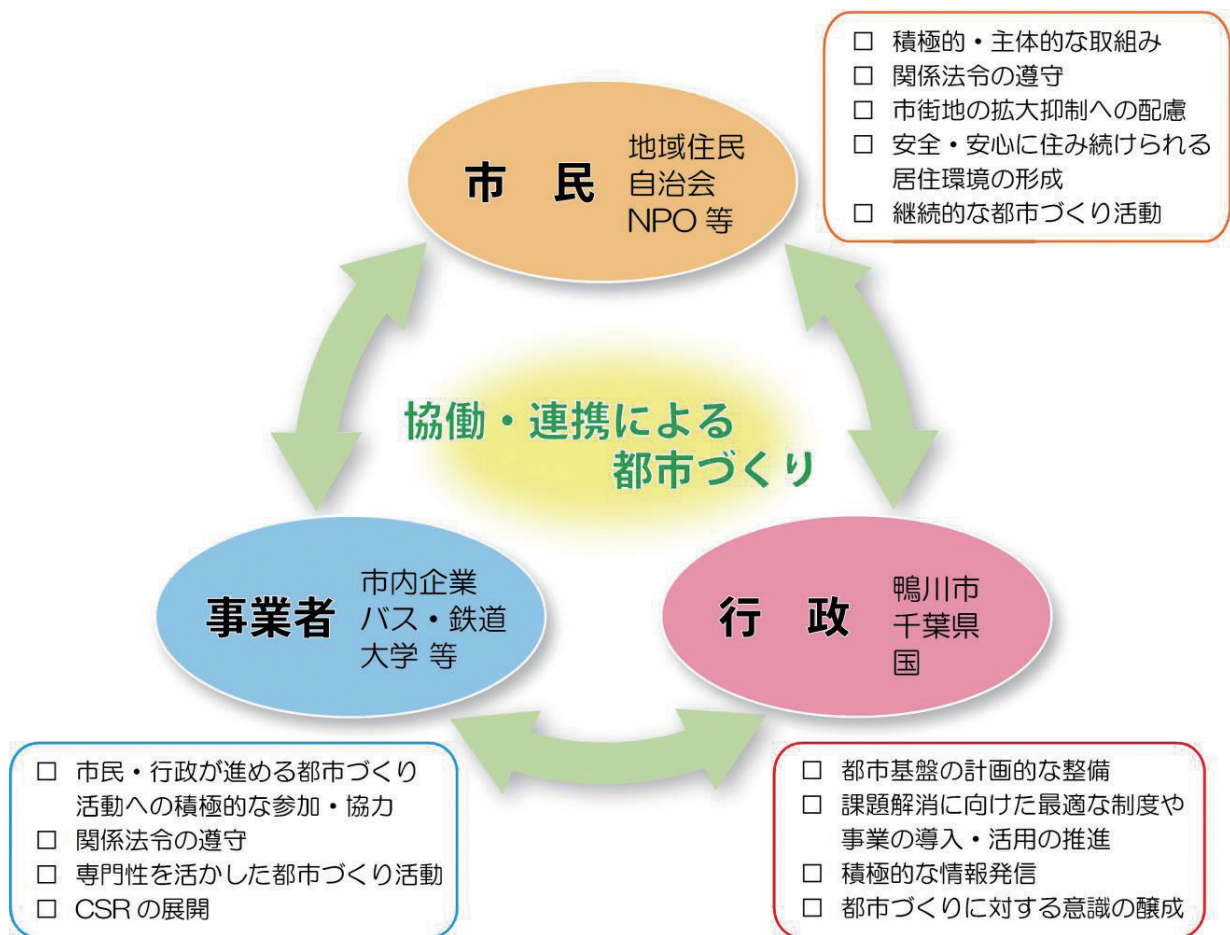 □ 積極的・主体的な取組み
□ 関係法令の遵守
□ 市街地の拡大抑制への配慮
□ 安全・安心に住み続けられる
居住環境の形成
□ 継続的な都市づくり活動
市 民
地域住民
自治会
NPO 等
協働・連携による
都市づくり
事業者
市内企業
バス・鉄道
大学 等
行 政
鴨川市
千葉県
国
□ 市民・行政が進める都市づくり
活動への積極的な参加・協力
□ 関係法令の遵守
□ 専門性を活かした都市づくり活動
□ CSR の展開
□ 都市基盤の計画的な整備
□ 課題解消に向けた最適な制度や
事業の導入・活用の推進
□ 積極的な情報発信
□ 都市づくりに対する意識の醸成